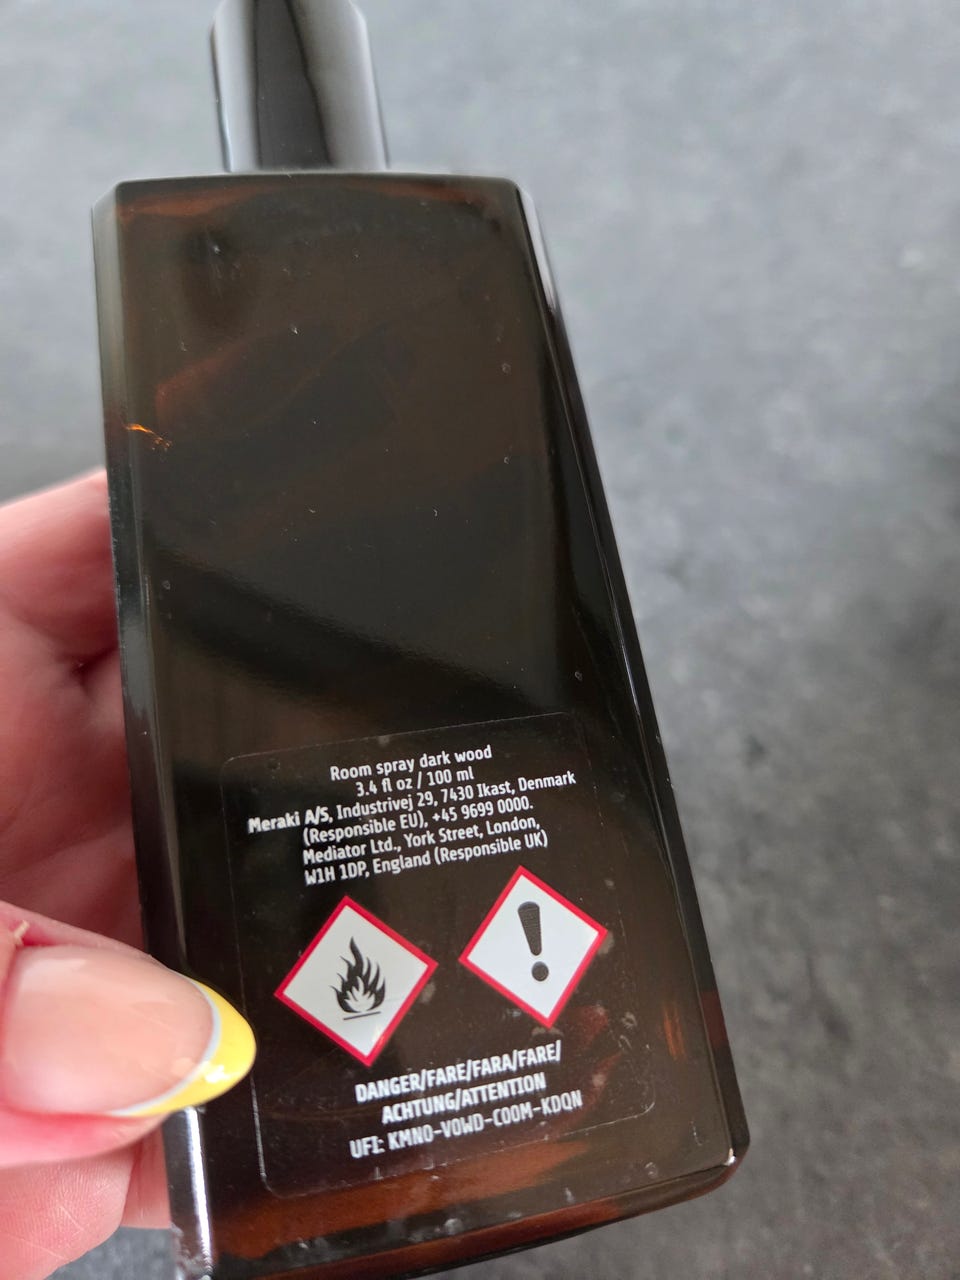 Room spray dark wood
3.4 fl oz / 100 ml
Meraki A/S, Industrivej 29, 7430 Ikast, Denmark
(Responsible EU), +45 9699 0000.
Mediator Ltd., York Street, London,
W1H 1DP, England (Responsible UK)
DANGER/FARE/FARA/FARE/
ACHTUNG/ATTENTION
UFI: KMN0-V0WD-C00M-KDQN